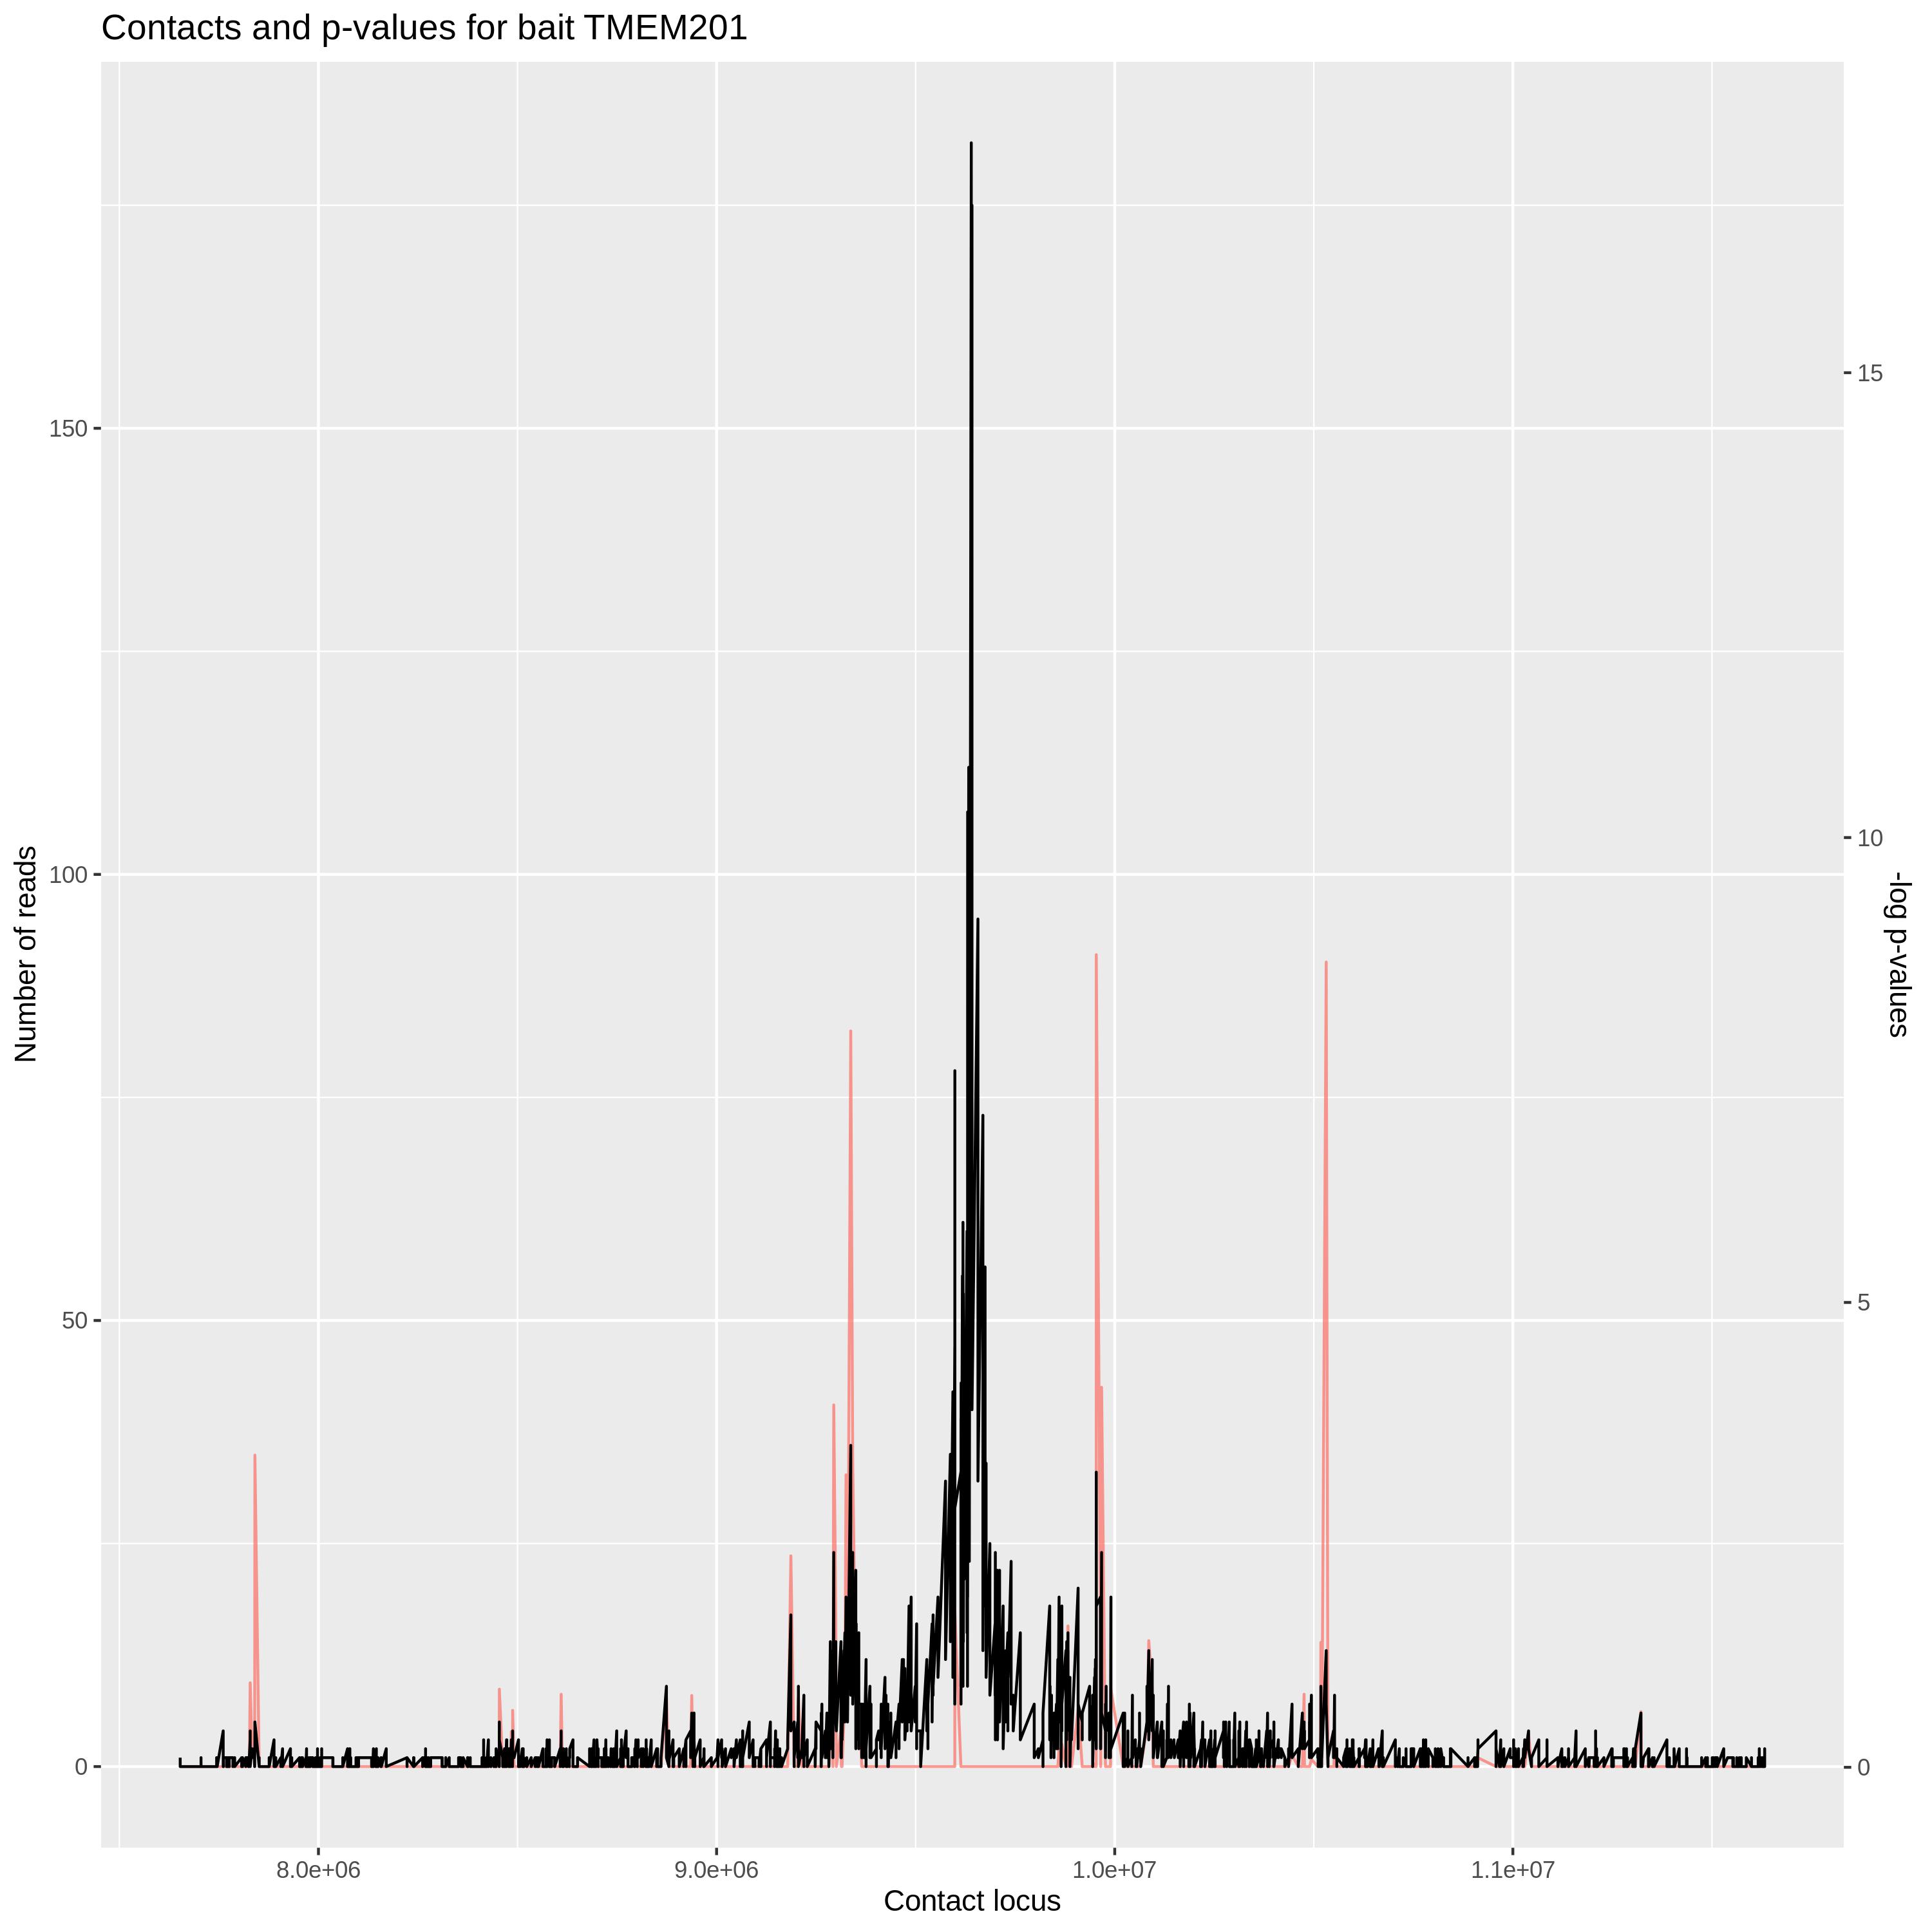 Contacts and p-values for bait TMEM201
150
100
50
0
15
10
5
0
Number of reads
-log p-values
8.0e+06
9.0e+06
1.0e+07
1.1e+07
Contact locus